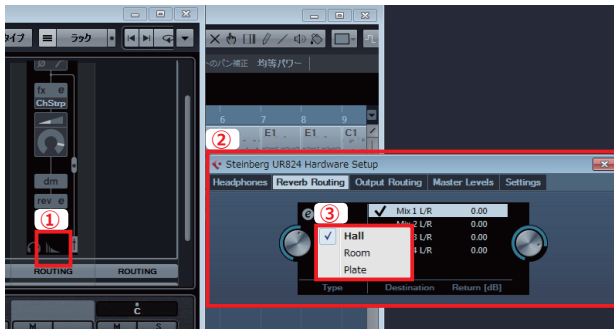 タイプ
ラック
fx e
ChStrp
dm
rev e
①
ROUTING
ROUTING
c
M
M
S
のパン補正 均等パワー
6 7 8 9
②
E1
E1
C1
Steinberg UR824 Hardware Setup
Headphones Reverb Routing Output Routing Master Levels Settings
e
③
✓ Mix 1 L/R 0.00
✓ Hall
0.00
Room
L/R 0.00
L/R 0.00
Plate
Type Destination Return [dB]